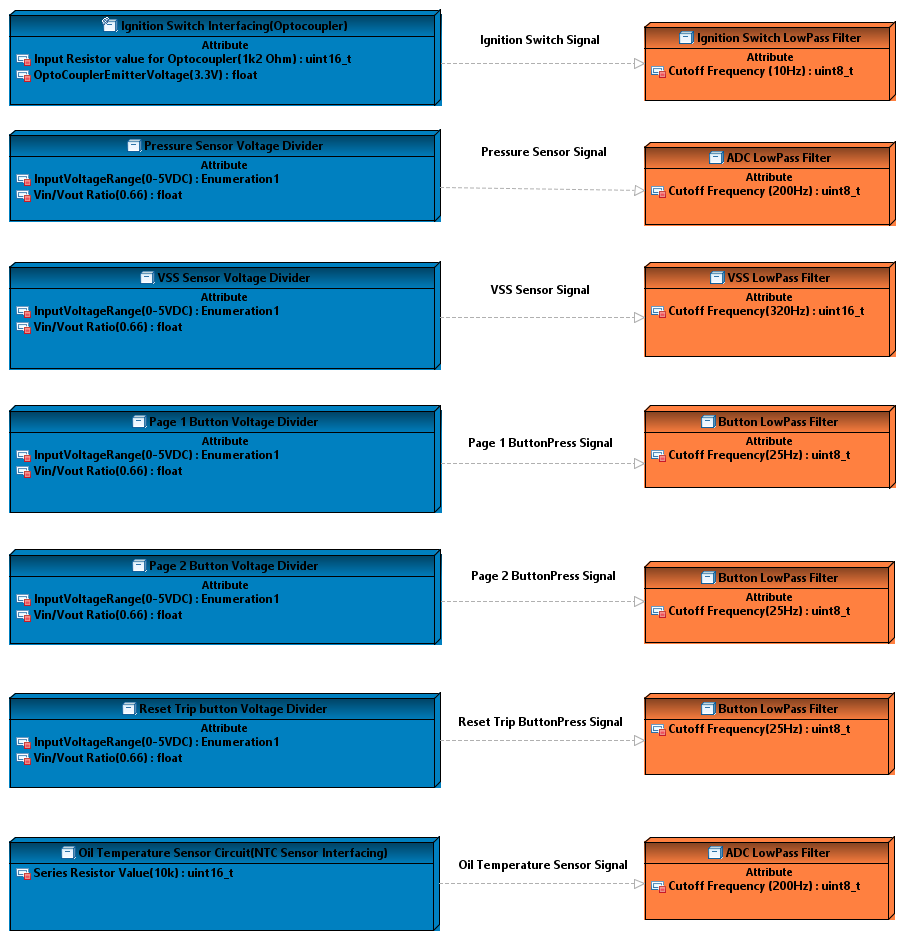 Ignition Switch Interfacing(Optocoupler)
Attribute
Input Resistor value for Optocoupler(1k2 Ohm) : uint16_t
OptoCouplerEmitterVoltage(3.3V) : float
Ignition Switch Signal
Ignition Switch LowPass Filter
Attribute
Cutoff Frequency (10Hz) : uint8_t
Pressure Sensor Voltage Divider
Attribute
InputVoltageRange(0-5VDC) : Enumeration1
Vin/Vout Ratio(0.66) : float
Pressure Sensor Signal
ADC LowPass Filter
Attribute
Cutoff Frequency (200Hz) : uint8_t
VSS Sensor Voltage Divider
Attribute
InputVoltageRange(0-5VDC) : Enumeration1
Vin/Vout Ratio(0.66) : float
VSS Sensor Signal
VSS LowPass Filter
Attribute
Cutoff Frequency(320Hz) : uint16_t
Page 1 Button Voltage Divider
Attribute
InputVoltageRange(0-5VDC) : Enumeration1
Vin/Vout Ratio(0.66) : float
Page 1 ButtonPress Signal
Button LowPass Filter
Attribute
Cutoff Frequency(25Hz) : uint8_t
Page 2 Button Voltage Divider
Attribute
InputVoltageRange(0-5VDC) : Enumeration1
Vin/Vout Ratio(0.66) : float
Page 2 ButtonPress Signal
Button LowPass Filter
Attribute
Cutoff Frequency(25Hz) : uint8_t
Reset Trip button Voltage Divider
Attribute
InputVoltageRange(0-5VDC) : Enumeration1
Vin/Vout Ratio(0.66) : float
Reset Trip ButtonPress Signal
Button LowPass Filter
Cutoff Frequency(25Hz) : uint8_t
Oil Temperature Sensor Circuit(NTC Sensor Interfacing)
Series Resistor Value(10k) : uint16_t
Oil Temperature Sensor Signal
ADC LowPass Filter
Attribute
Cutoff Frequency (200Hz) : uint8_t